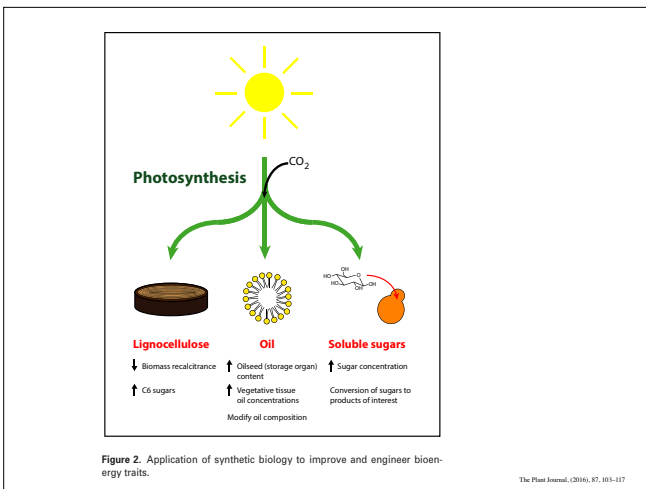 CO2
Photosynthesis
OH
HO
O
HO
OH
OH
Lignocellulose
Oil
Soluble sugars
Biomass recalcitrance
Oilseed (storage organ)
content
Sugar concentration
C6 sugars
Vegetative tissue
oil concentrations
Conversion of sugars to
products of interest
Modify oil composition
Figure 2. Application of synthetic biology to improve and engineer bioen-
ergy traits.
The Plant Journal, (2016), 87, 103–117